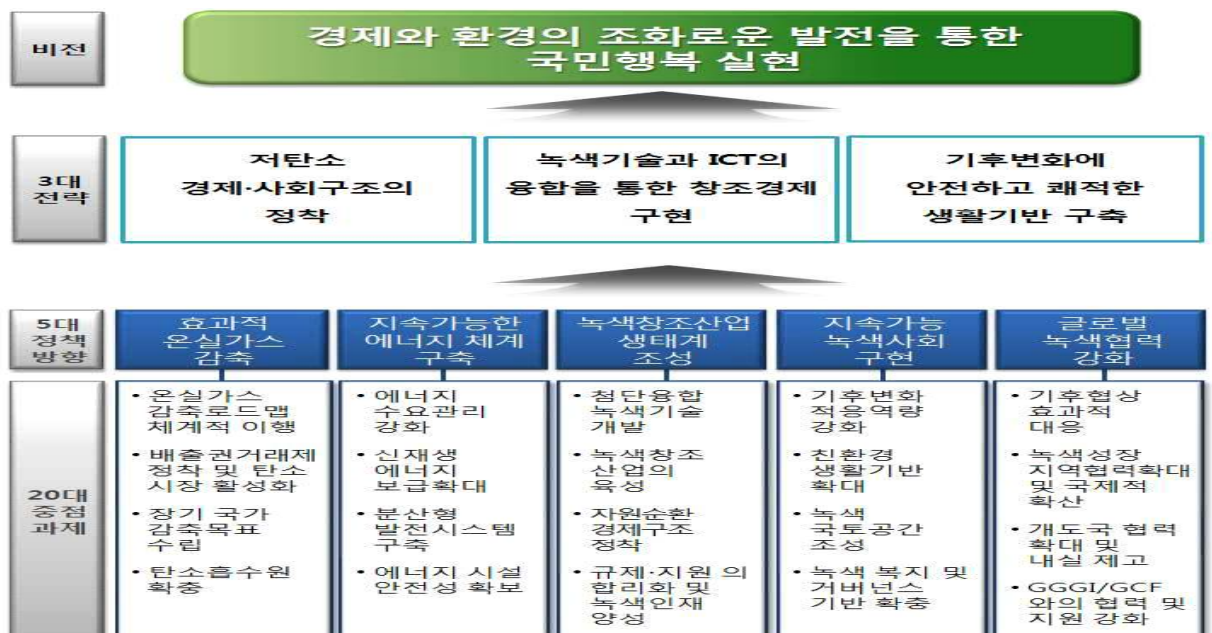 비전
경제와 환경의 조화로운 발전을 통한
국민행복 실현
3대
전략
저탄소
경제·사회구조의
정착
녹색기술과 ICT의
융합을 통한 창조경제
구현
기후변화에
안전하고 쾌적한
생활기반 구축
5대
정책
방향
효과적
온실가스
감축
지속가능한
에너지 체계
구축
녹색창조산업
생태계
조성
지속가능
녹색사회
구현
글로벌
녹색협력
강화
20대
중점
과제
• 온실가스
감축로드맵
체계적 이행
• 배출권거래제
정착 및 탄소
시장 활성화
• 장기 국가
감축목표
수립
• 탄소흡수원
확충
• 에너지
수요관리
강화
• 신재생
에너지
보급확대
• 분산형
발전시스템
구축
• 에너지 시설
안전성 확보
• 첨단융합
녹색기술
개발
• 녹색창조
산업의
육성
• 자원순환
경제구조
정착
• 규제·지원 의
합리화 및
녹색인재
양성
• 기후변화
적응역량
강화
• 친환경
생활기반
확대
• 녹색
국토공간
조성
• 녹색 복지 및
거버넌스
기반 확충
• 기후협상
효과적
대응
• 녹색성장
지역협력확대
및 국제적
확산
• 개도국 협력
확대 및
내실 제고
• GGGI/GCF
와의 협력 및
지원 강화